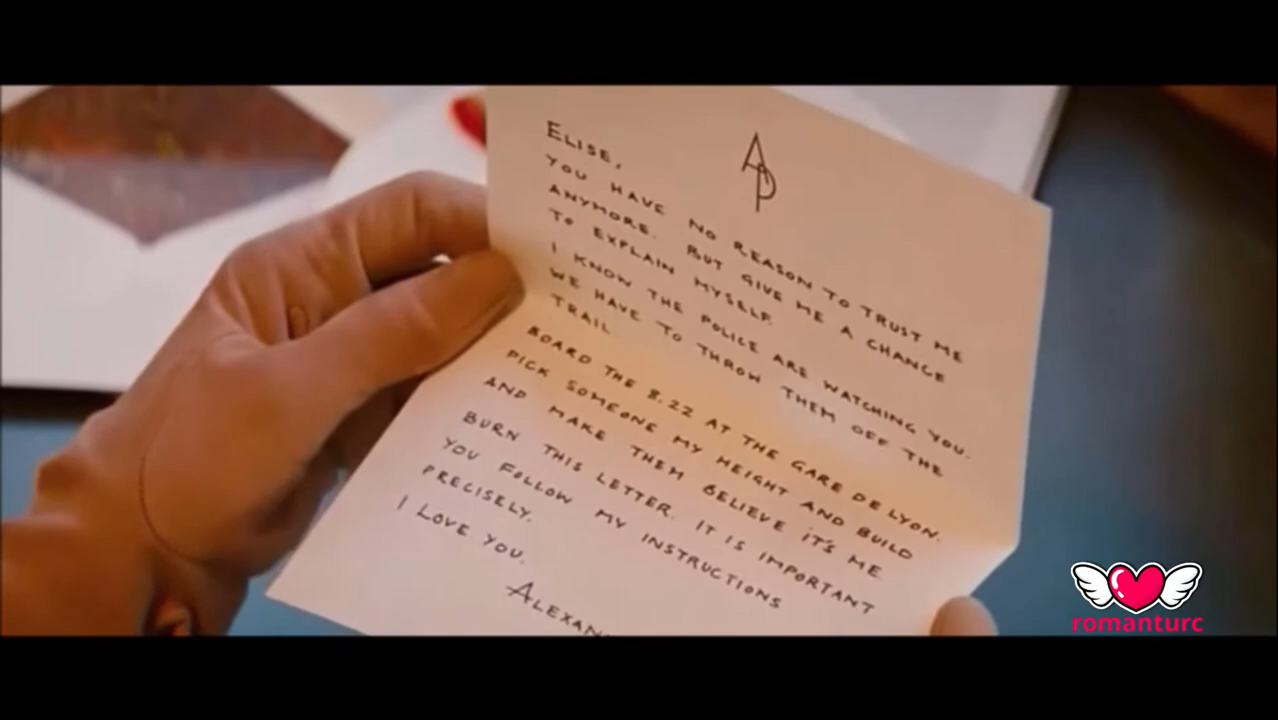 AP
ELISE,
YOU HAVE NO REASON TO TRUST ME
ANYMORE. BUT GIVE ME A CHANCE
TO EXPLAIN MYSELF.
I KNOW THE POLICE ARE WATCHING YOU.
WE HAVE TO THROW THEM OFF THE
TRAIL.
BOARD THE 8.22 AT THE GARE DE LYON.
PICK SOMEONE MY HEIGHT AND BUILD
AND MAKE THEM BELIEVE IT'S ME.
BURN THIS LETTER. IT IS IMPORTANT
YOU FOLLOW MY INSTRUCTIONS
PRECISELY.
I LOVE YOU.
ALEXAN
romanturc